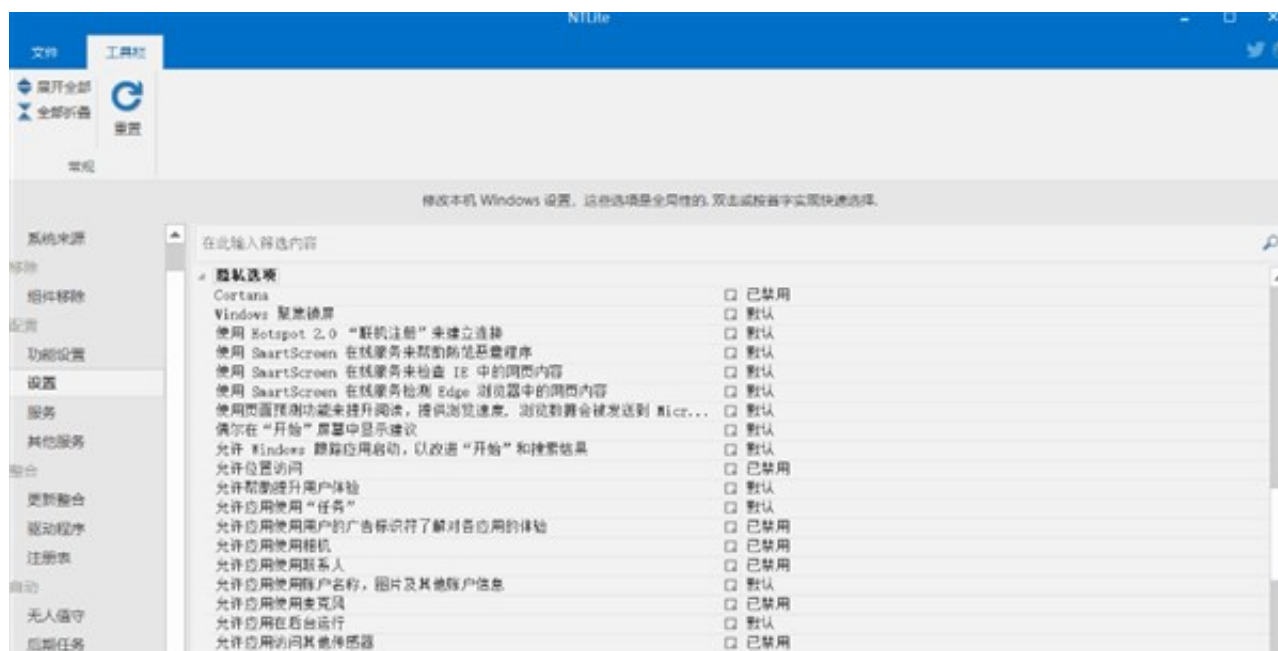 NTLite
文件
工具栏
展开全部
全部折叠
重置
常规
修改本机 Windows 设置，这些选项是全局性的. 双击或按首字实现快速选择.
系统来源
移除
组件移除
配置
功能设置
设置
服务
其他服务
整合
更新整合
驱动程序
注册表
自动
无人值守
后期任务
在此输入筛选内容
隐私选项
Cortana 已禁用
Windows 聚焦锁屏 默认
使用 Hotspot 2.0 “联机注册”来建立连接 默认
使用 SmartScreen 在线服务来帮助防范恶意程序 默认
使用 SmartScreen 在线服务来检查 IE 中的网页内容 默认
使用 SmartScreen 在线服务检测 Edge 浏览器中的网页内容 默认
使用页面预测功能来提升阅读，提供浏览速度，浏览数据会被发送到 Micr... 默认
偶尔在“开始”屏幕中显示建议 默认
允许 Windows 跟踪应用启动，以改进“开始”和搜索结果 默认
允许位置访问 已禁用
允许帮助提升用户体验 默认
允许应用使用“任务” 默认
允许应用使用用户的广告标识符了解对各应用的体验 已禁用
允许应用使用相机 已禁用
允许应用使用联系人 已禁用
允许应用使用账户名称，图片及其他账户信息 默认
允许应用使用麦克风 已禁用
允许应用在后台运行 默认
允许应用访问其他传感器 已禁用